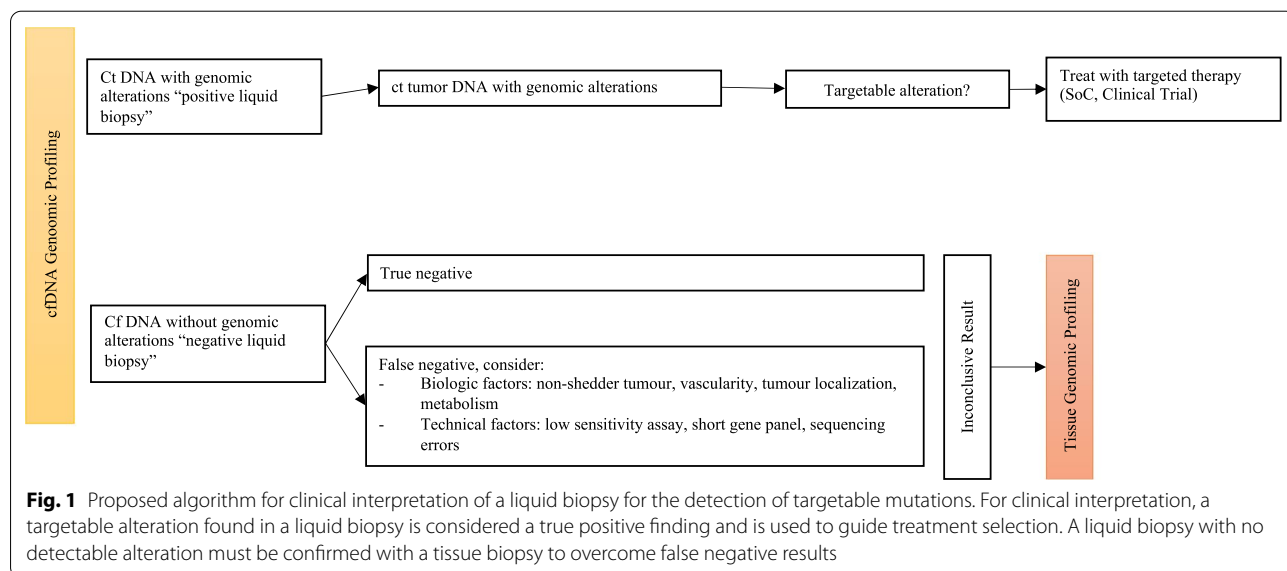 cfDNA Genoomic Profiling
Ct DNA with genomic
alterations “positive liquid
biopsy”
ct tumor DNA with genomic alterations
Targetable alteration?
Treat with targeted therapy
(SoC, Clinical Trial)
Cf DNA without genomic
alterations “negative liquid
biopsy”
True negative
False negative, consider:
- Biologic factors: non-shedder tumour, vascularity, tumour localization,
metabolism
- Technical factors: low sensitivity assay, short gene panel, sequencing
errors
Inconclusive Result
Tissue Genomic Profiling
Fig. 1 Proposed algorithm for clinical interpretation of a liquid biopsy for the detection of targetable mutations. For clinical interpretation, a
targetable alteration found in a liquid biopsy is considered a true positive finding and is used to guide treatment selection. A liquid biopsy with no
detectable alteration must be confirmed with a tissue biopsy to overcome false negative results